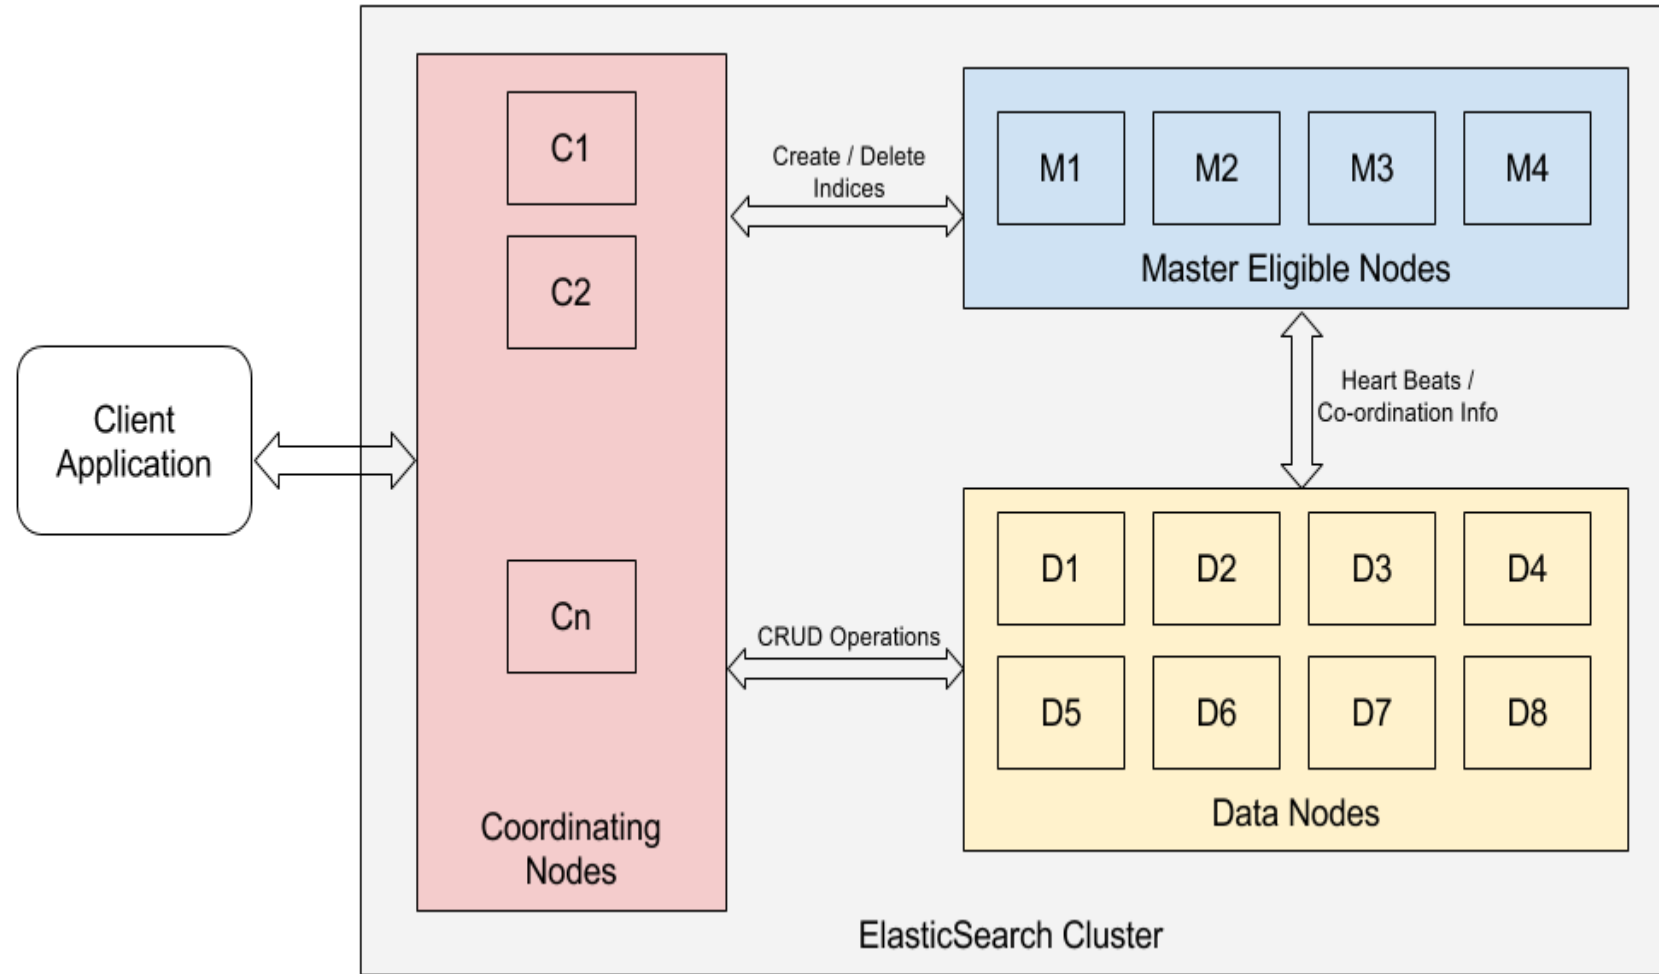 Client
Application
C1
C2
Cn
Coordinating
Nodes
Create / Delete
Indices
CRUD Operations
M1
M2
M3
M4
Master Eligible Nodes
Heart Beats /
Co-ordination Info
D1
D2
D3
D4
D5
D6
D7
D8
Data Nodes
ElasticSearch Cluster